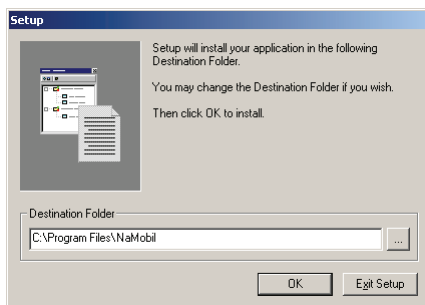 Setup
Setup will install your application in the following
Destination Folder.
You may change the Destination Folder if you wish.
Then click OK to install.
Destination Folder
C:\Program Files\NaMobil
...
OK
Exit Setup